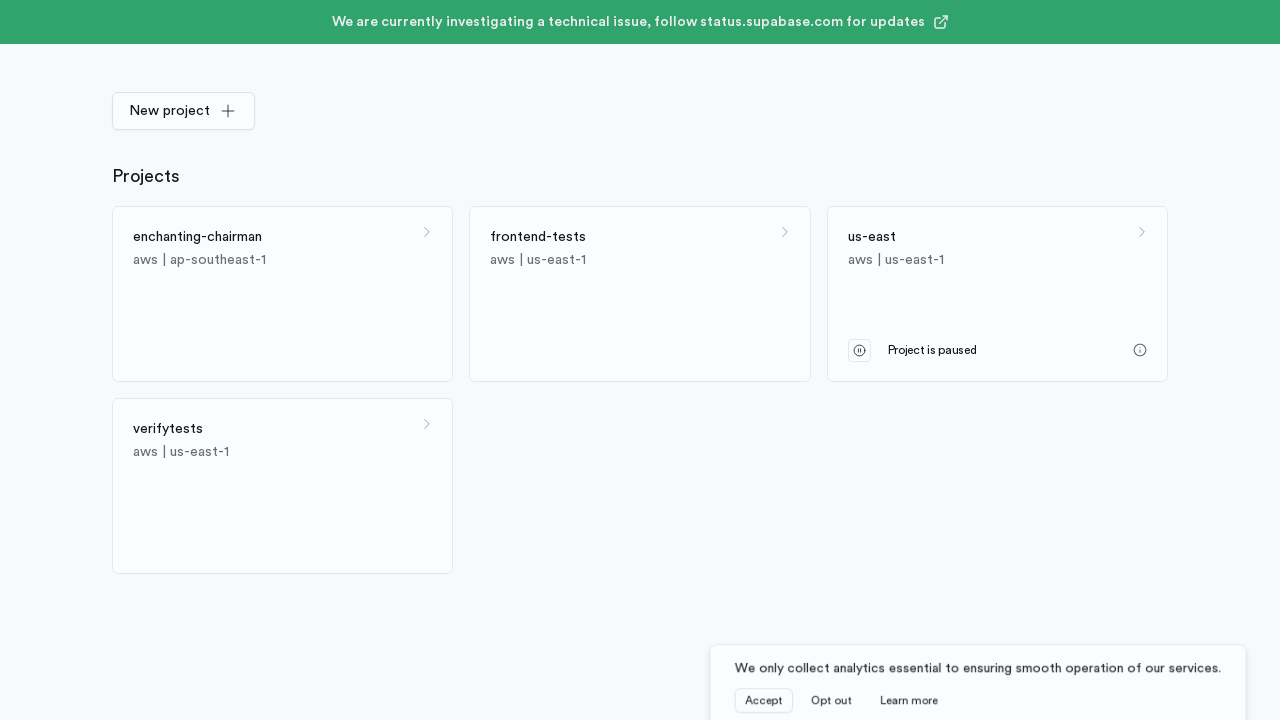 We are currently investigating a technical issue, follow status.supabase.com for updates
New project
Projects
enchanting-chairman
aws | ap-southeast-1
frontend-tests
aws | us-east-1
us-east
aws | us-east-1
Project is paused
verifytests
aws | us-east-1
We only collect analytics essential to ensuring smooth operation of our services.
Accept Opt out Learn more